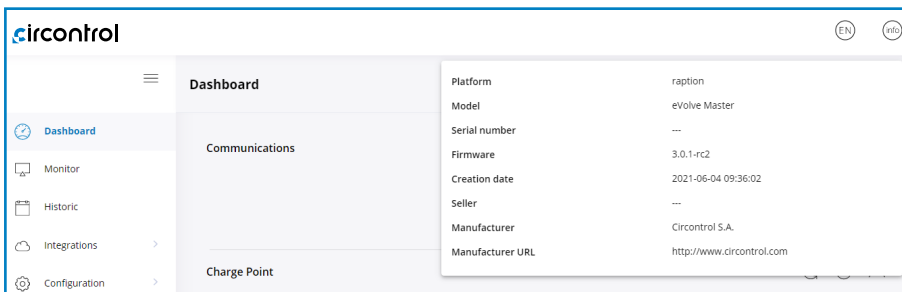 circontrol
EN
info
Dashboard
Platform raption
Model eVolve Master
Serial number ---
Dashboard
Communications
Firmware 3.0.1-rc2
Monitor
Creation date 2021-06-04 09:36:02
Historic
Seller ---
Manufacturer Circontrol S.A.
Integrations
Manufacturer URL http://www.circontrol.com
Charge Point
Configuration